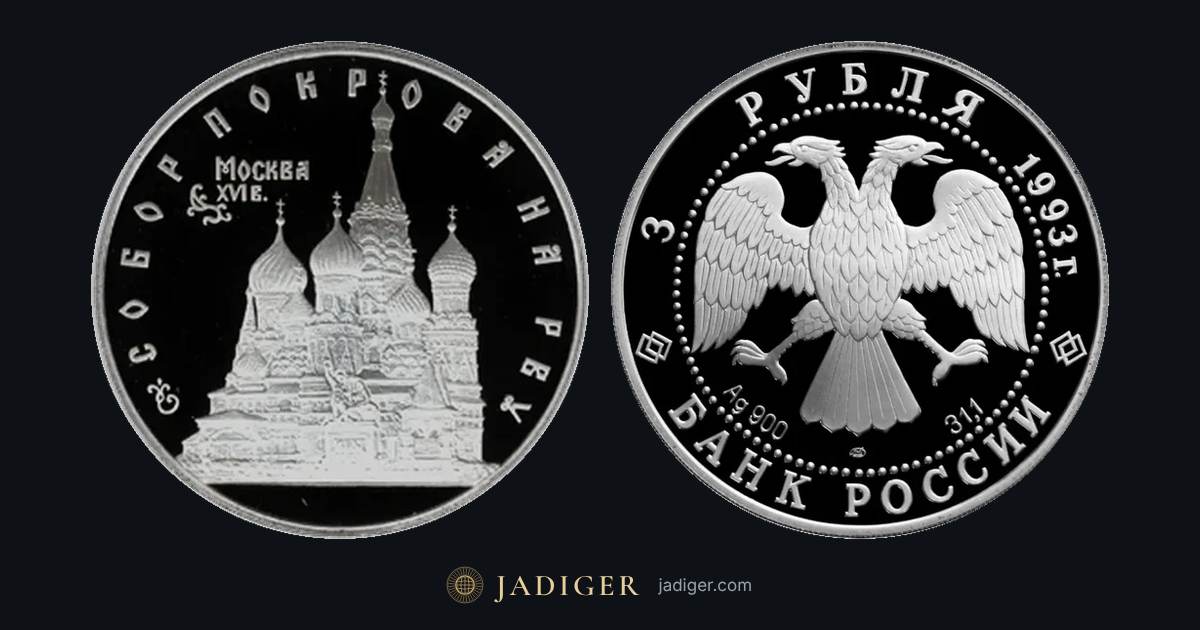 СОБОР ПОКРОВА НА РВУ
МОСКВА
XVI В.
3 РУБЛЯ 1993 Г.
Ag 900
31,1
БАНК РОССИИ
JADIGER jadiger.com